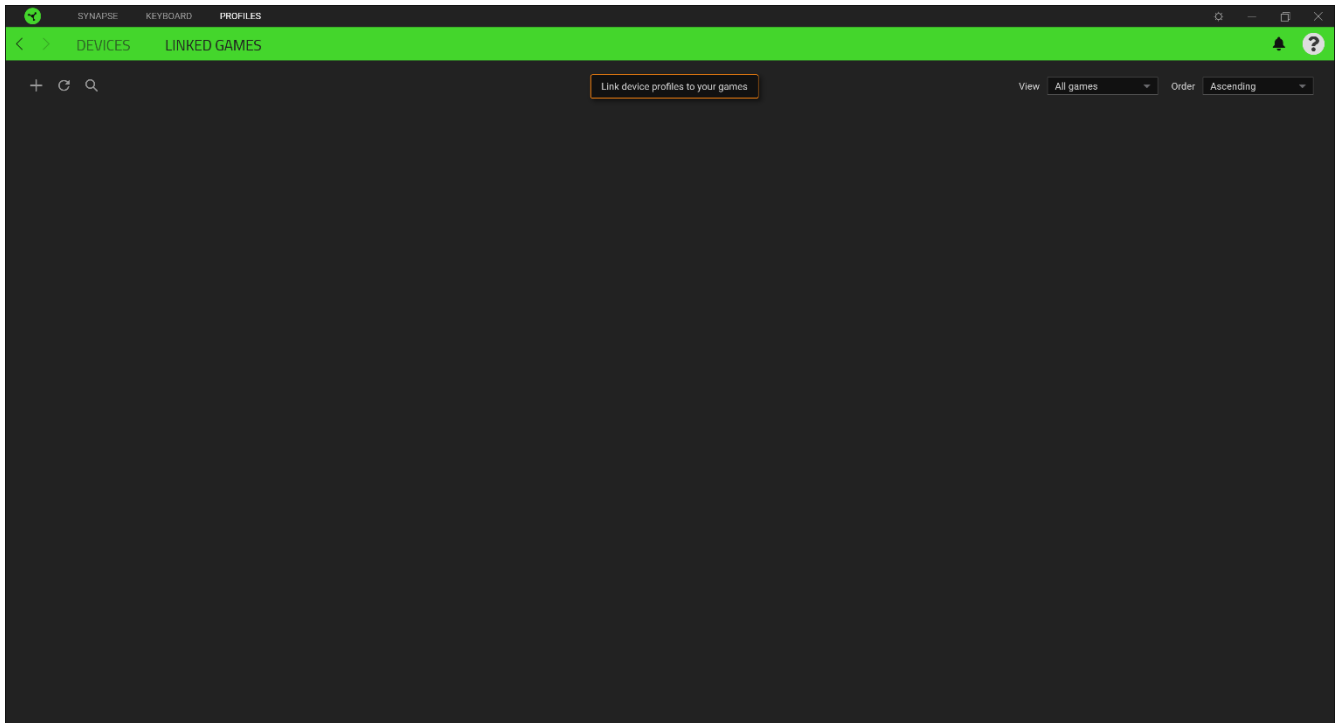 SYNAPSE KEYBOARD PROFILES
DEVICES LINKED GAMES ?
Link device profiles to your games View All games Order Ascending